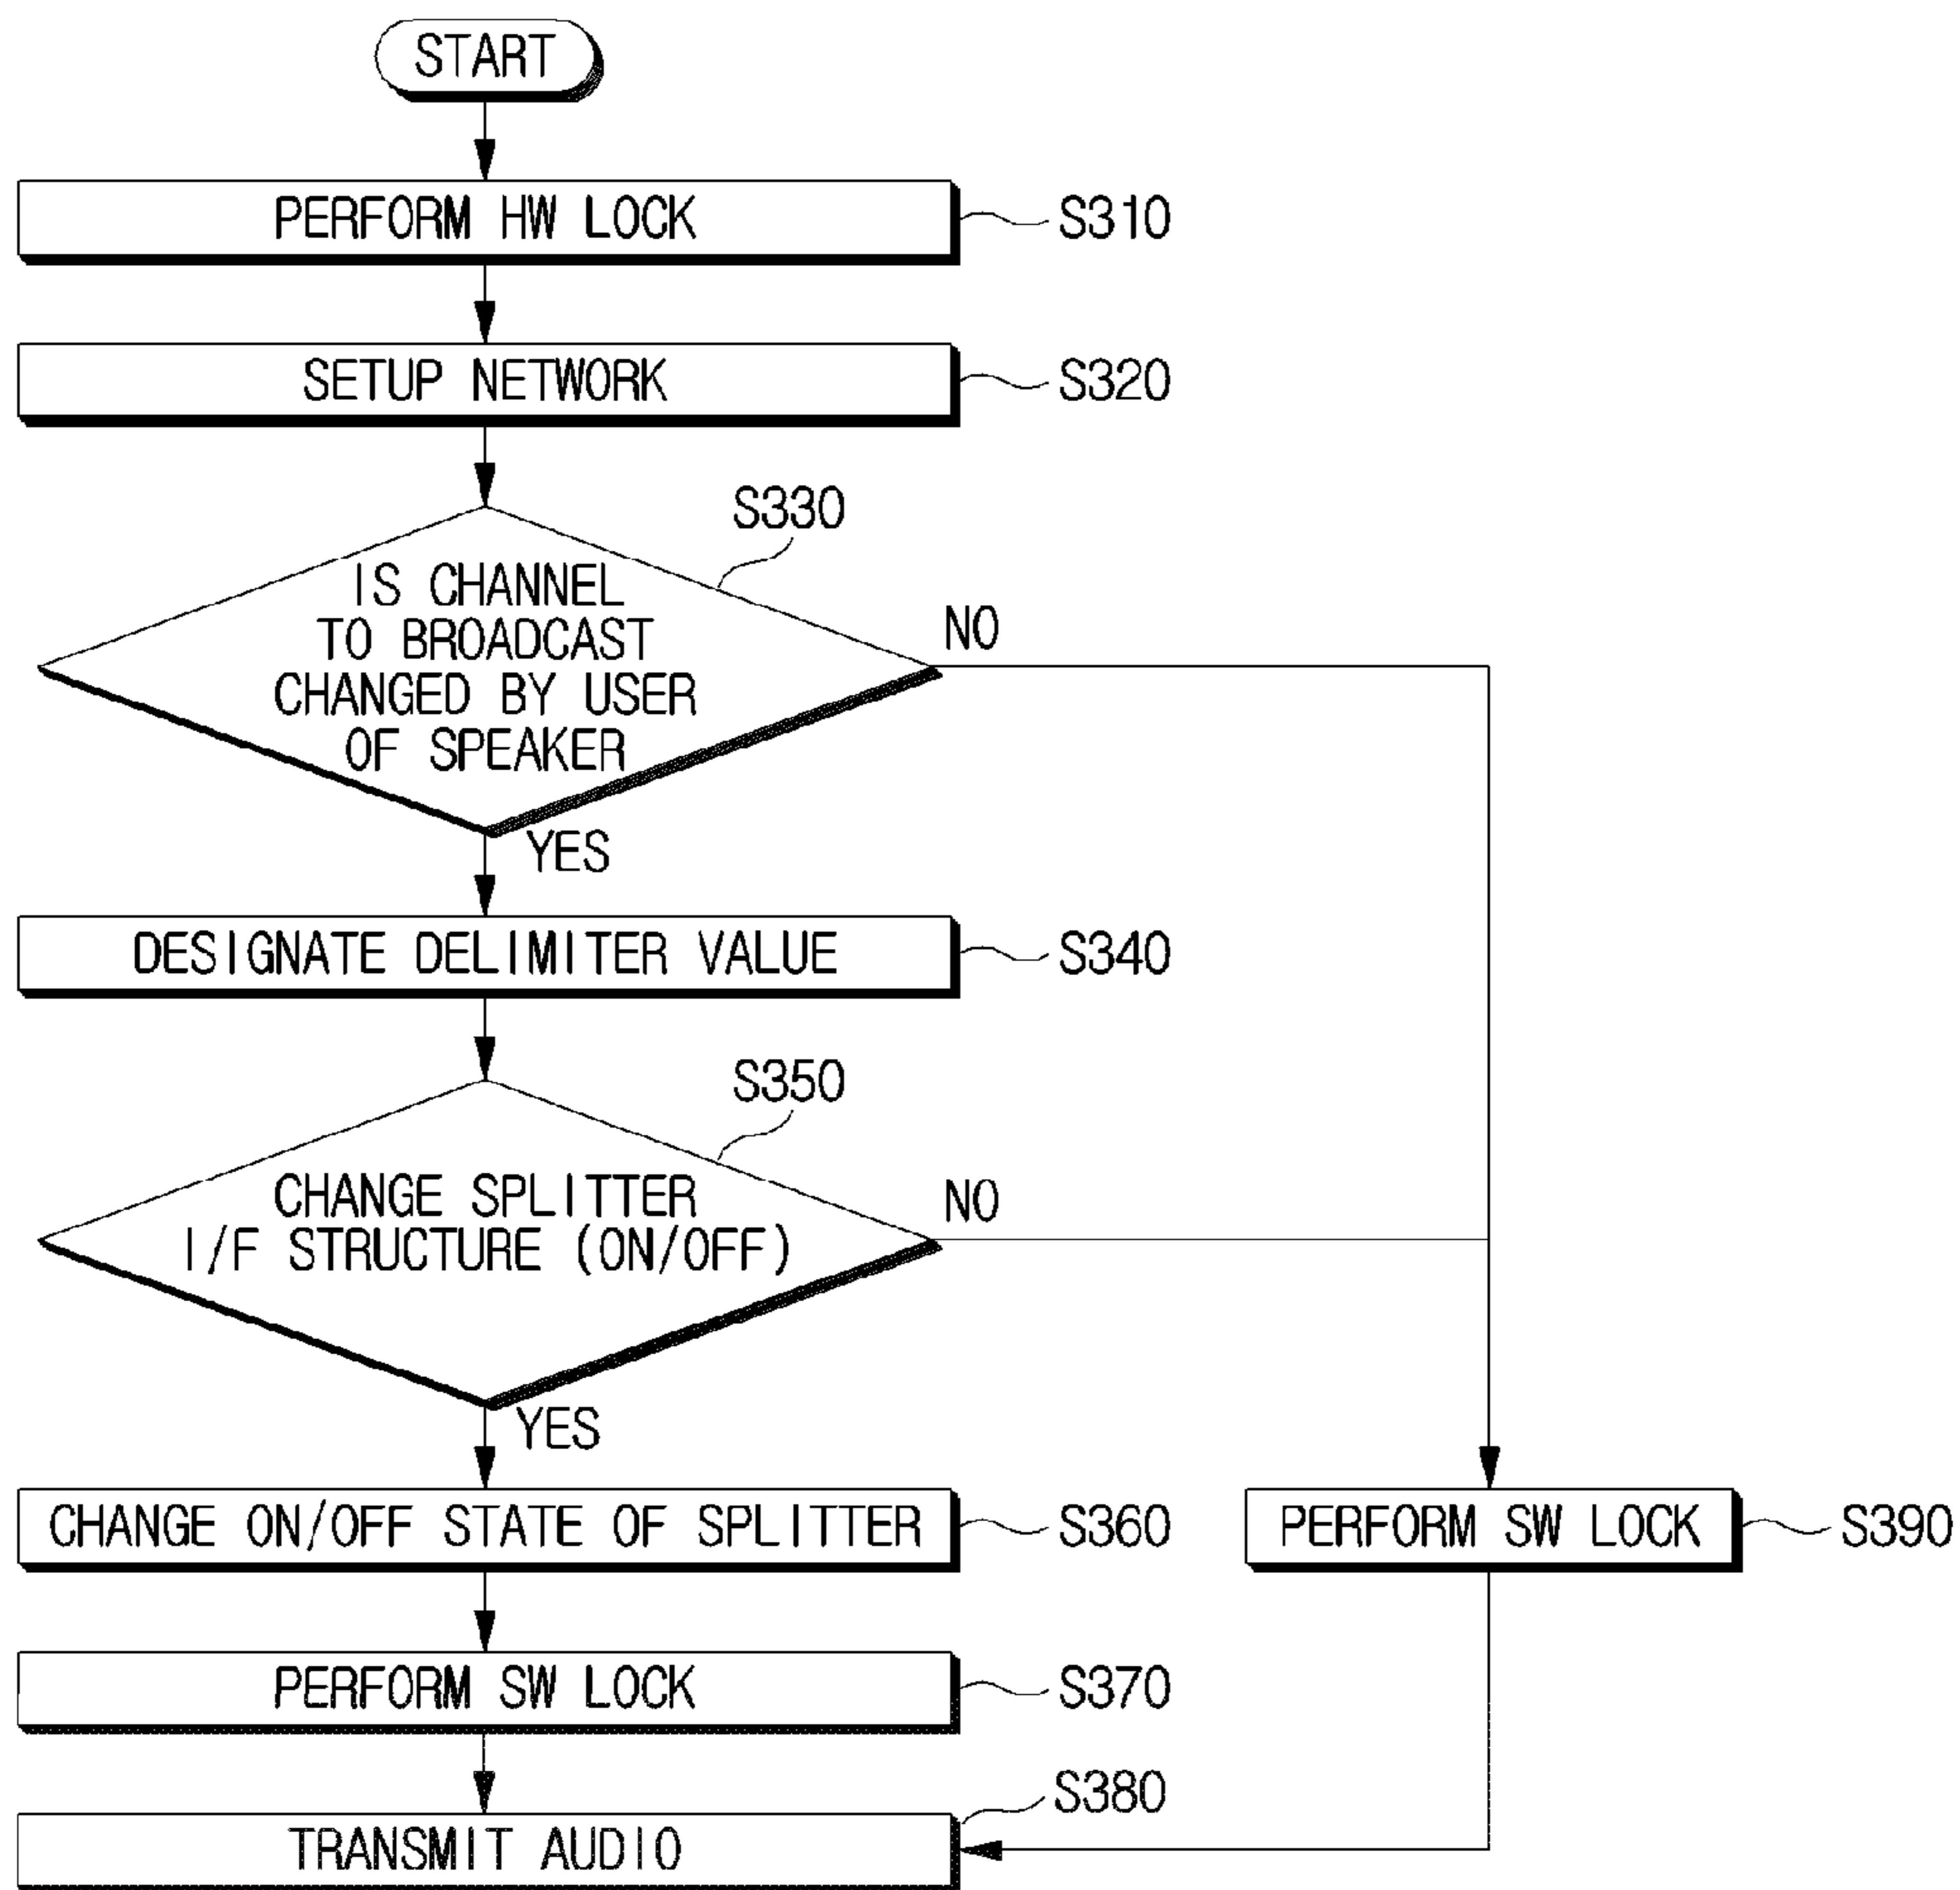 START
PERFORM HW LOCK
S310
SETUP NETWORK
S320
S330
IS CHANNEL
TO BROADCAST
CHANGED BY USER
OF SPEAKER
NO
YES
DESIGNATE DELIMITER VALUE
S340
S350
CHANGE SPLITTER
I/F STRUCTURE (ON/OFF)
NO
YES
CHANGE ON/OFF STATE OF SPLITTER
S360
PERFORM SW LOCK
S390
PERFORM SW LOCK
S370
S380
TRANSMIT AUDIO